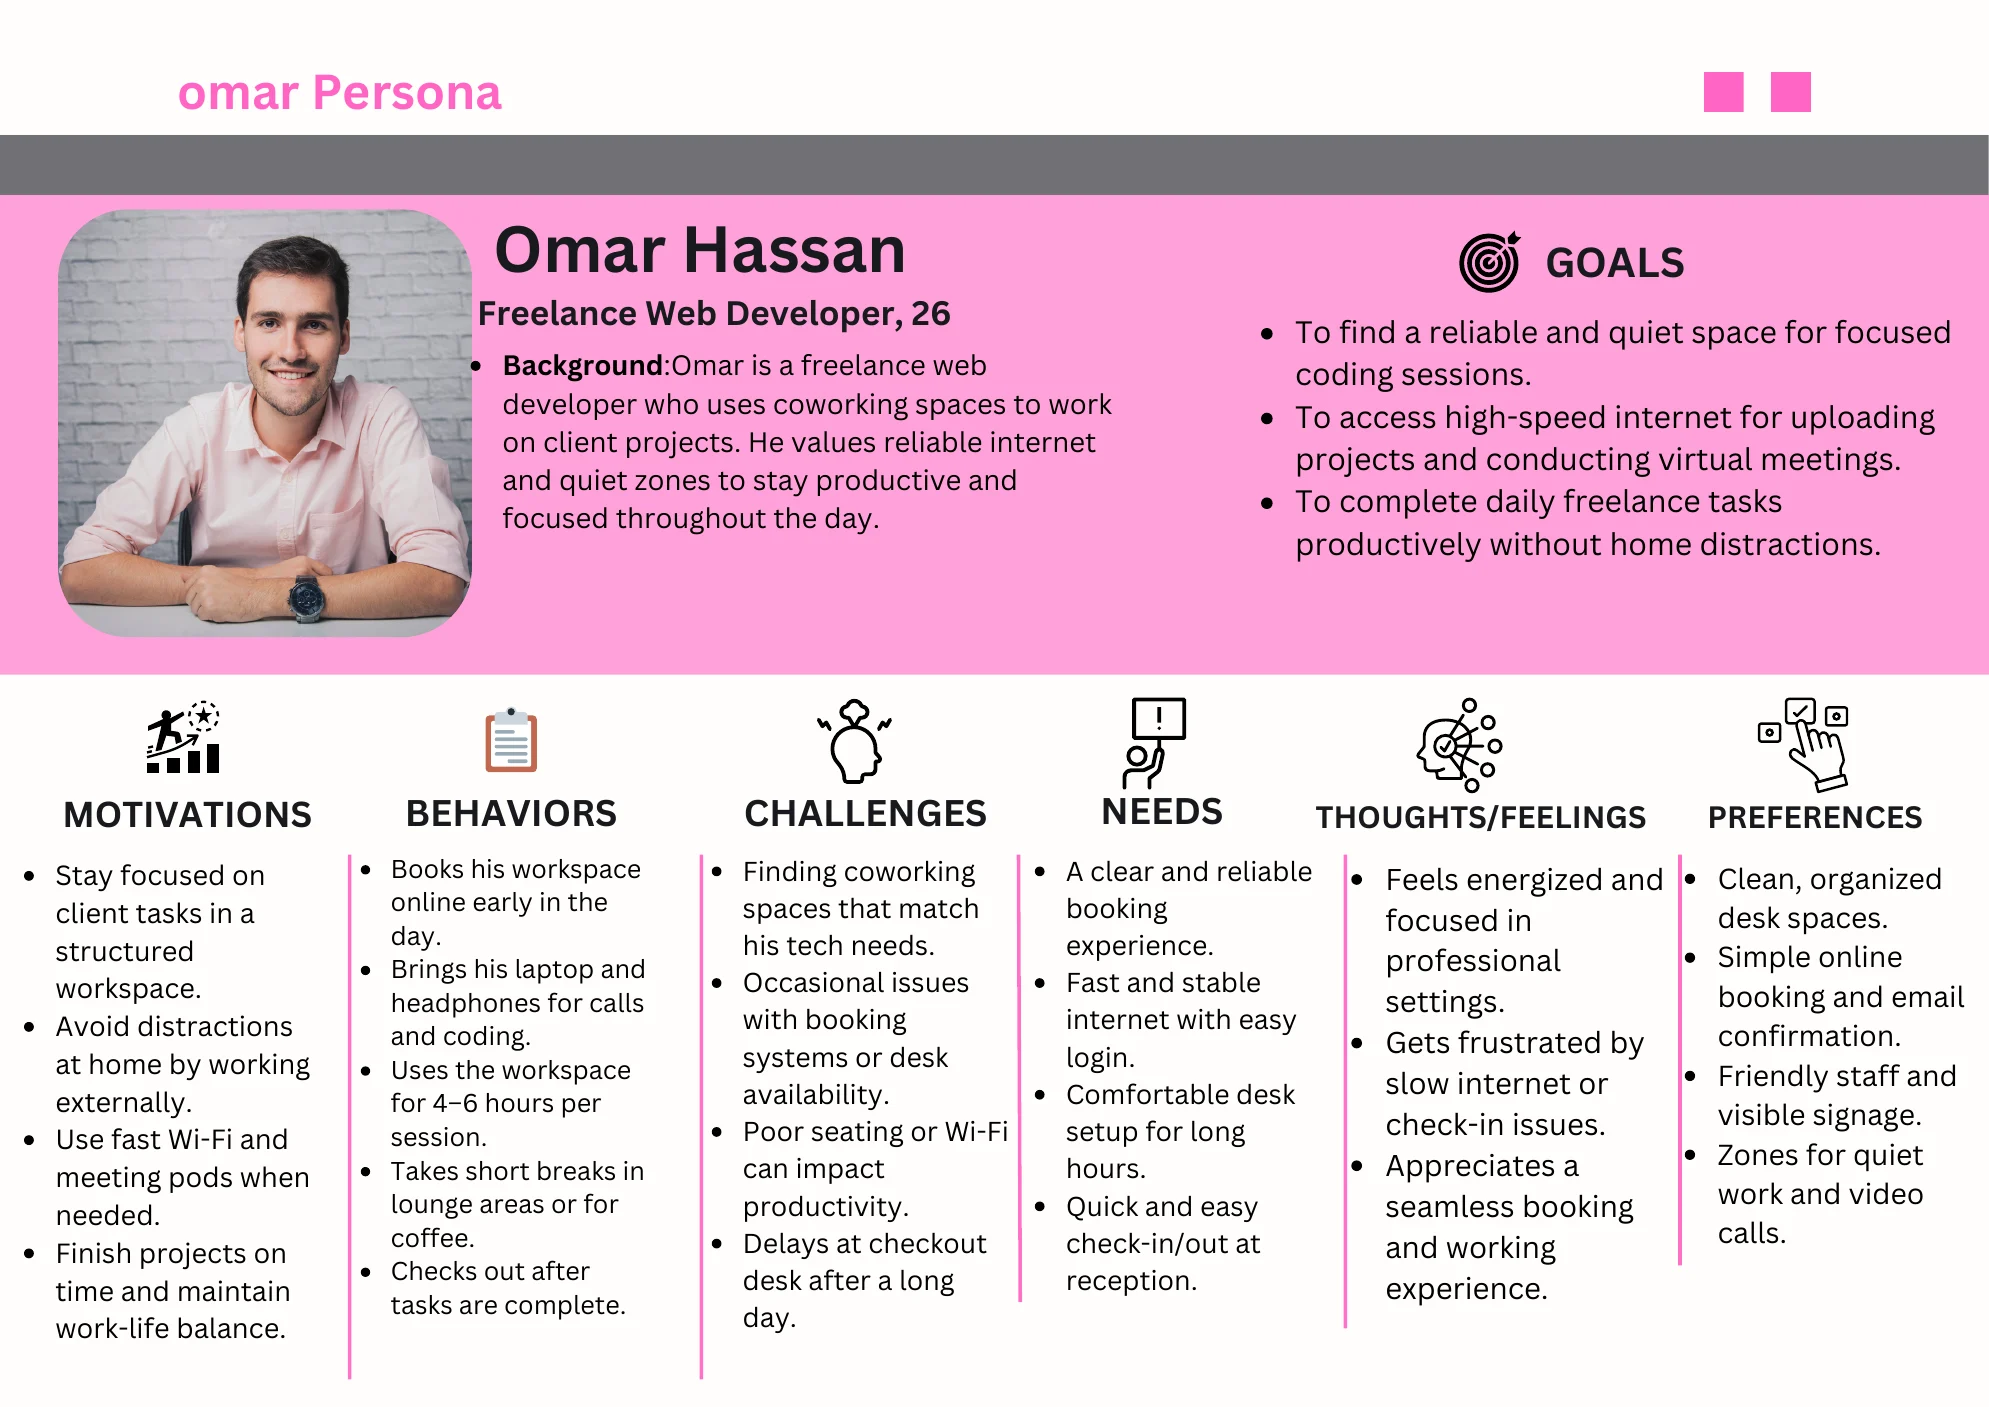 omar Persona
Omar Hassan
Freelance Web Developer, 26
• Background:Omar is a freelance web
developer who uses coworking spaces to work
on client projects. He values reliable internet
and quiet zones to stay productive and
focused throughout the day.
GOALS
• To find a reliable and quiet space for focused
coding sessions.
• To access high-speed internet for uploading
projects and conducting virtual meetings.
• To complete daily freelance tasks
productively without home distractions.
MOTIVATIONS
• Stay focused on
client tasks in a
structured
workspace.
• Avoid distractions
at home by working
externally.
• Use fast Wi-Fi and
meeting pods when
needed.
• Finish projects on
time and maintain
work-life balance.
BEHAVIORS
• Books his workspace
online early in the
day.
• Brings his laptop and
headphones for calls
and coding.
• Uses the workspace
for 4–6 hours per
session.
• Takes short breaks in
lounge areas or for
coffee.
• Checks out after
tasks are complete.
CHALLENGES
• Finding coworking
spaces that match
his tech needs.
• Occasional issues
with booking
systems or desk
availability.
• Poor seating or Wi-Fi
can impact
productivity.
• Delays at checkout
desk after a long
day.
NEEDS
• A clear and reliable
booking
experience.
• Fast and stable
internet with easy
login.
• Comfortable desk
setup for long
hours.
• Quick and easy
check-in/out at
reception.
THOUGHTS/FEELINGS
• Feels energized and
focused in
professional
settings.
• Gets frustrated by
slow internet or
check-in issues.
• Appreciates a
seamless booking
and working
experience.
PREFERENCES
• Clean, organized
desk spaces.
• Simple online
booking and email
confirmation.
• Friendly staff and
visible signage.
• Zones for quiet
work and video
calls.